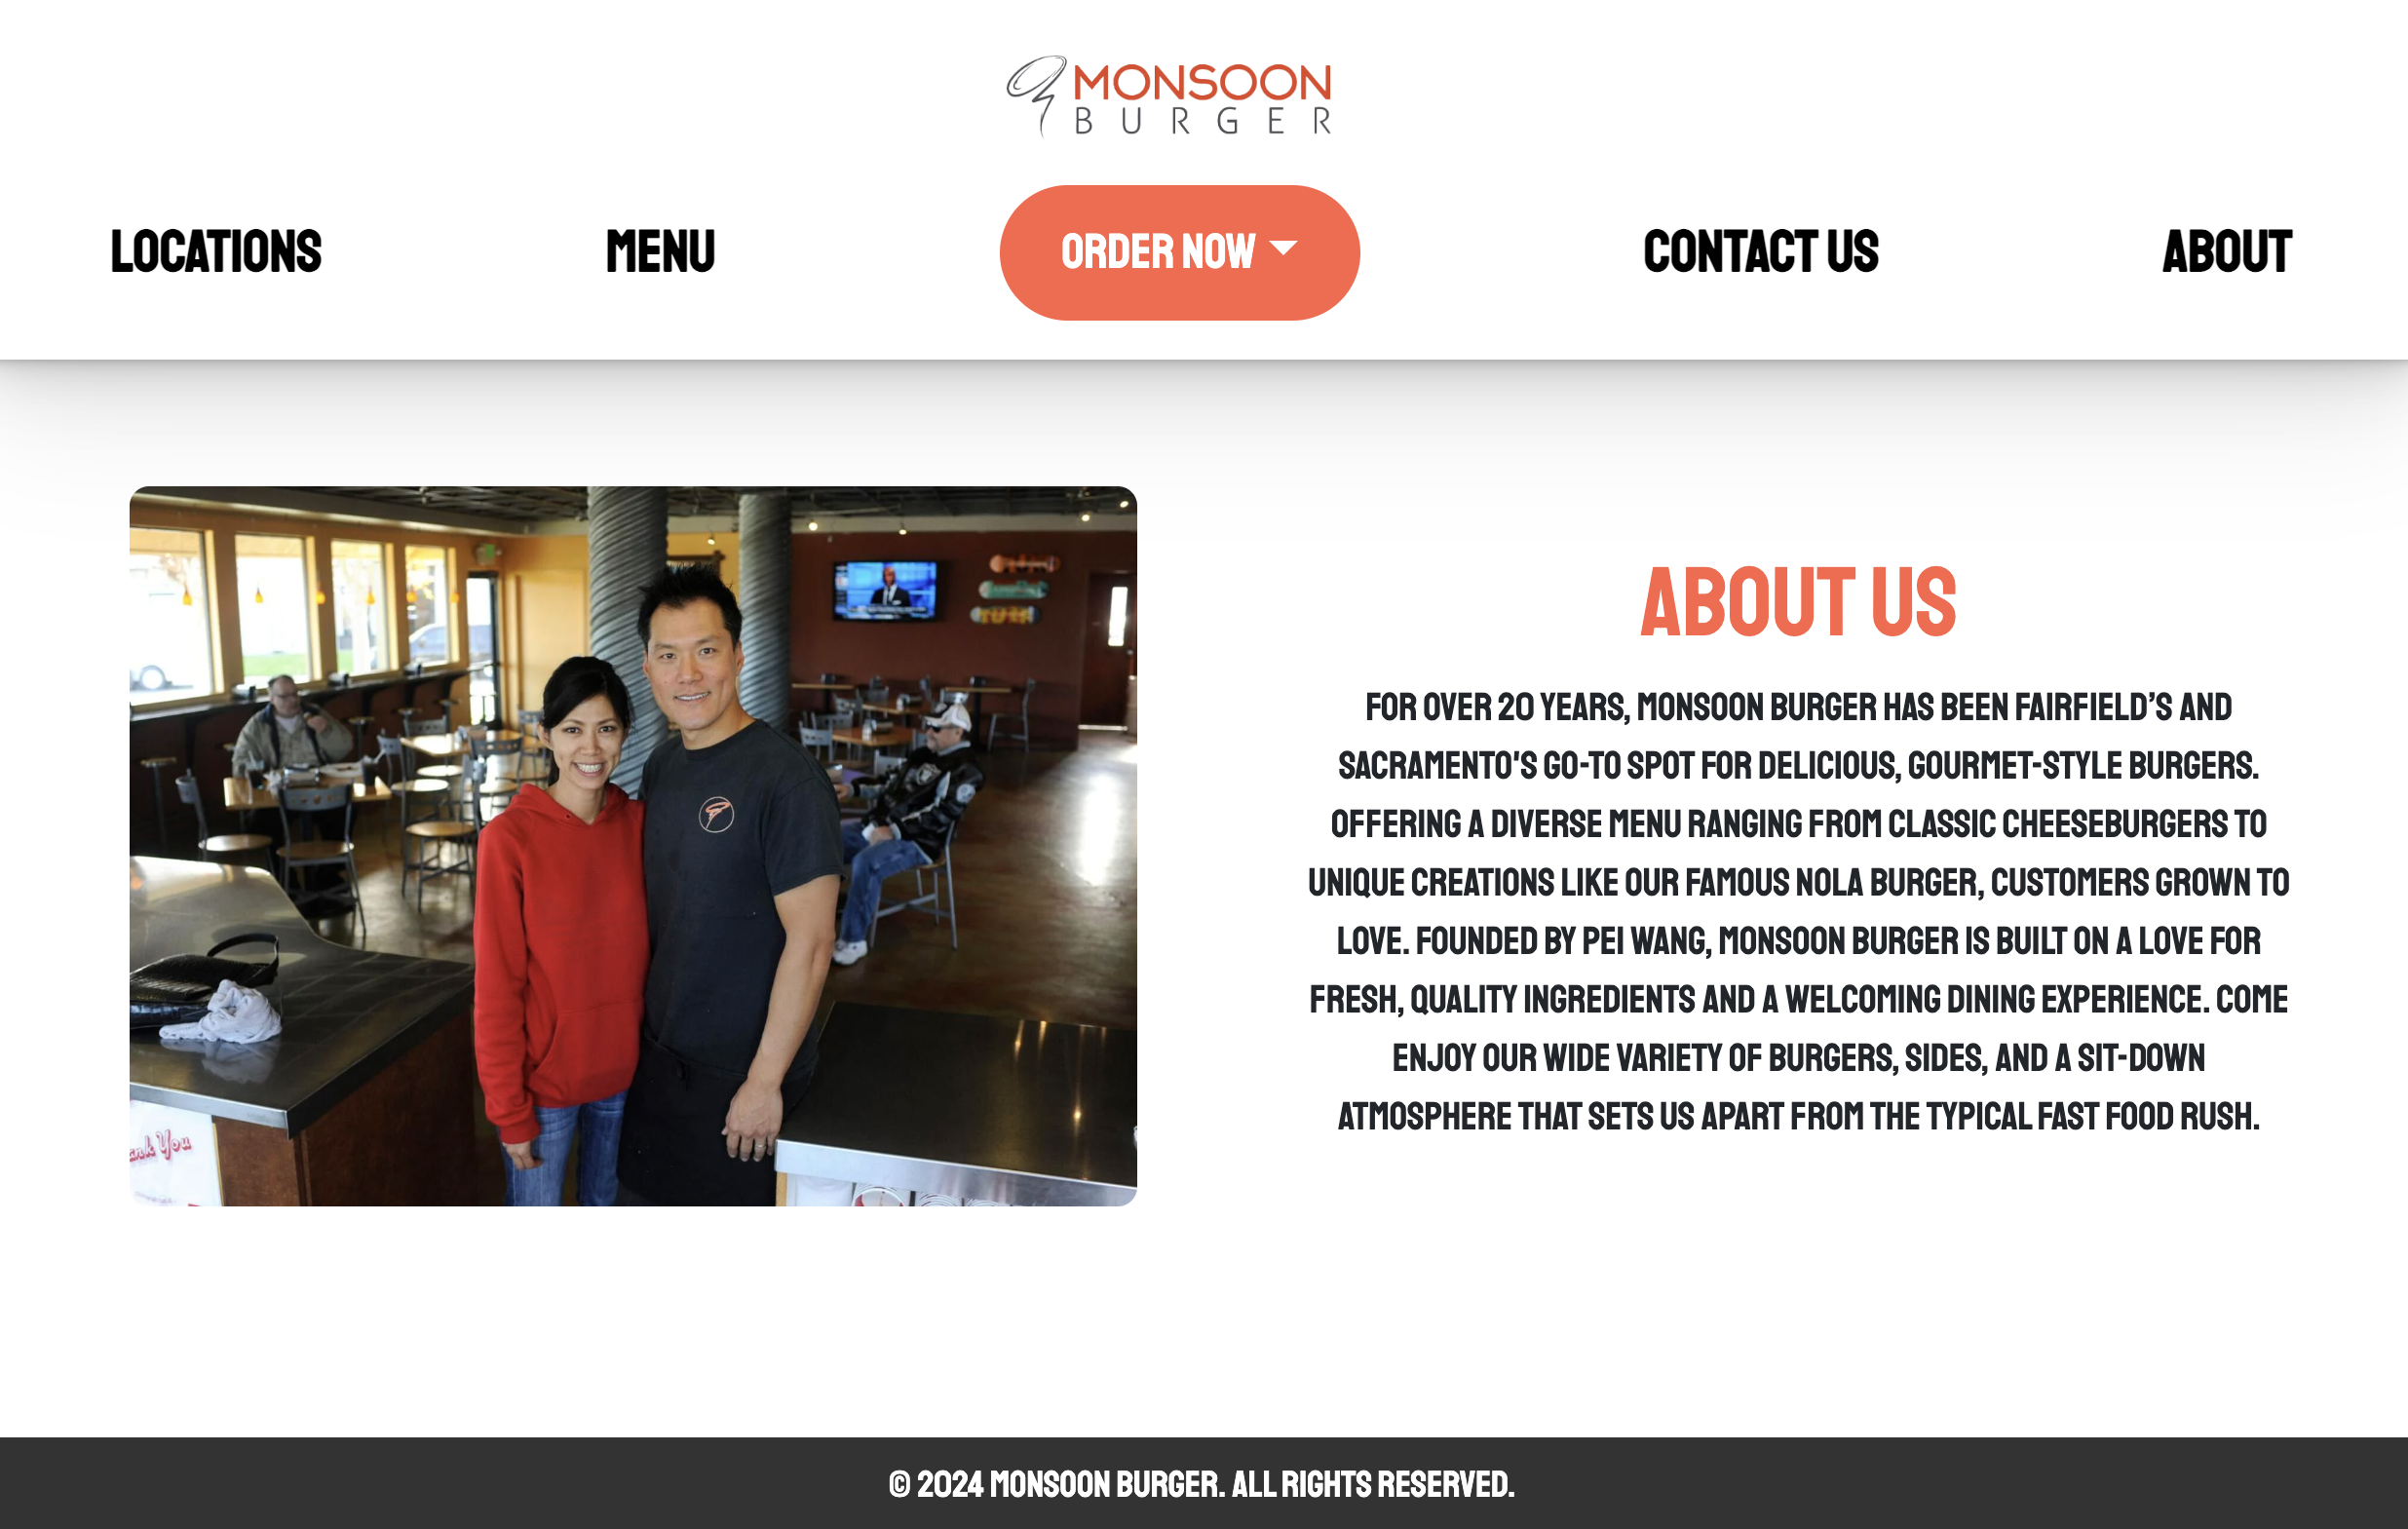 MONSOON
BURGER
LOCATIONS
MENU
ORDER NOW
CONTACT US
ABOUT
ABOUT US
FOR OVER 20 YEARS, MONSOON BURGER HAS BEEN FAIRFIELD’S AND
SACRAMENTO'S GO-TO SPOT FOR DELICIOUS, GOURMET-STYLE BURGERS.
OFFERING A DIVERSE MENU RANGING FROM CLASSIC CHEESEBURGERS TO
UNIQUE CREATIONS LIKE OUR FAMOUS NOLA BURGER, CUSTOMERS GROWN TO
LOVE. FOUNDED BY PEI WANG, MONSOON BURGER IS BUILT ON A LOVE FOR
FRESH, QUALITY INGREDIENTS AND A WELCOMING DINING EXPERIENCE. COME
ENJOY OUR WIDE VARIETY OF BURGERS, SIDES, AND A SIT-DOWN
ATMOSPHERE THAT SETS US APART FROM THE TYPICAL FAST FOOD RUSH.
You
© 2024 MONSOON BURGER. ALL RIGHTS RESERVED.